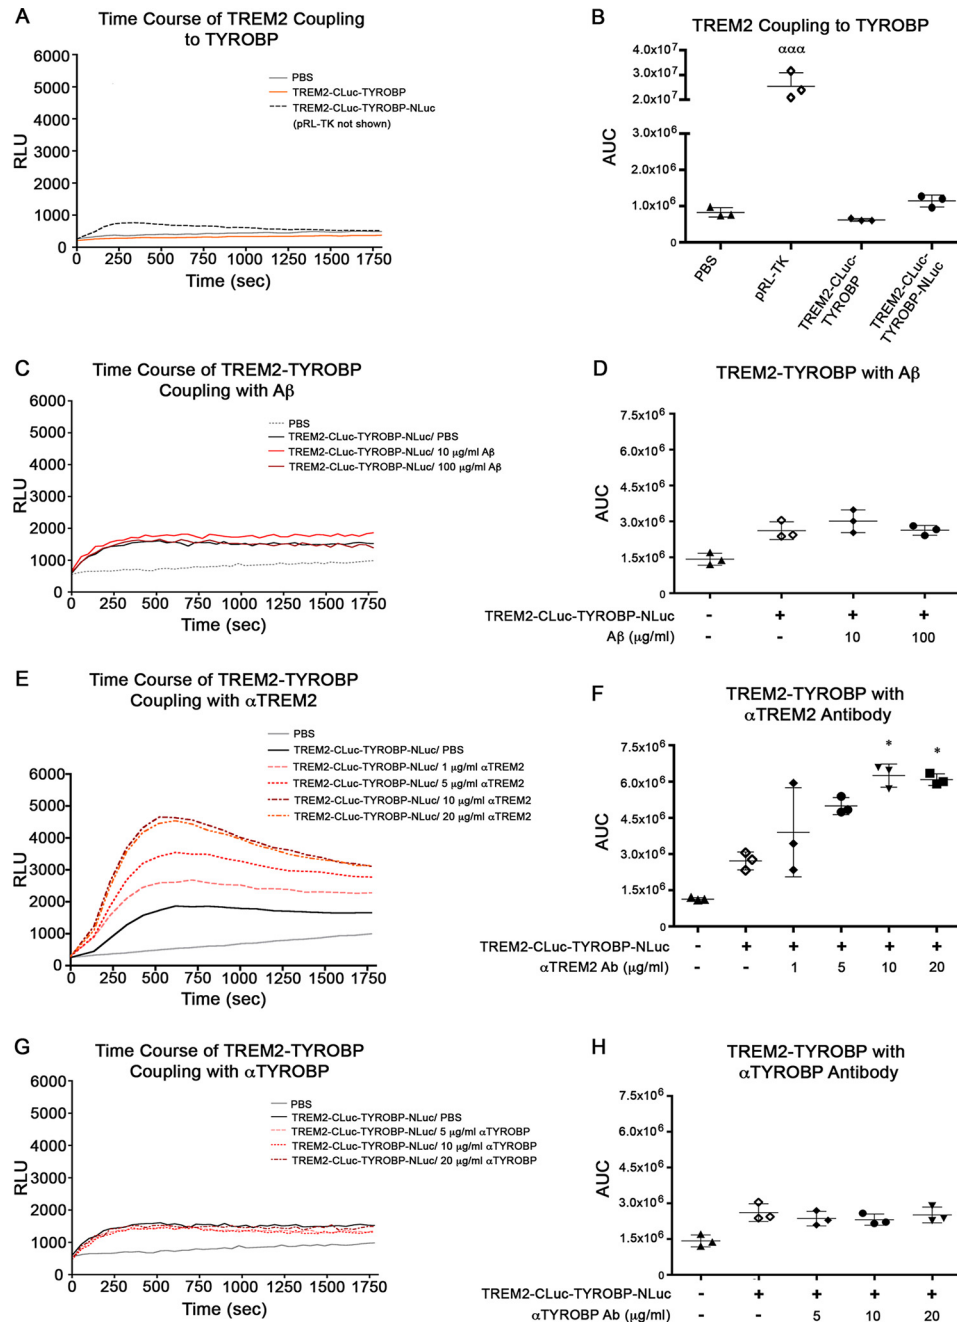 A
Time Course of TREM2 Coupling
to TYROBP
6000
5000
4000
3000
2000
1000
0
RLU
PBS
TREM2-CLuc-TYROBP
TREM2-CLuc-TYROBP-NLuc
(pRL-TK not shown)
0 250 500 750 1000 1250 1500 1750
Time (sec)
B
TREM2 Coupling to TYROBP
ααα
4.0x10⁷
3.0x10⁷
2.0x10⁷
3.0x10⁶
2.0x10⁶
1.0x10⁶
0
AUC
PBS
pRL-TK
TREM2-CLuc-
TYROBP
TREM2-CLuc-
TYROBP-NLuc
C
Time Course of TREM2-TYROBP
Coupling with Aβ
6000
5000
4000
3000
2000
1000
0
RLU
PBS
TREM2-CLuc-TYROBP-NLuc/ PBS
TREM2-CLuc-TYROBP-NLuc/ 10 μg/ml Aβ
TREM2-CLuc-TYROBP-NLuc/ 100 μg/ml Aβ
0 250 500 750 1000 1250 1500 1750
Time (sec)
D
TREM2-TYROBP with Aβ
7.5x10⁶
6.0x10⁶
4.5x10⁶
3.0x10⁶
1.5x10⁶
0
AUC
TREM2-CLuc-TYROBP-NLuc - + + +
Aβ (μg/ml) - - 10 100
E
Time Course of TREM2-TYROBP
Coupling with αTREM2
PBS
TREM2-CLuc-TYROBP-NLuc/ PBS
TREM2-CLuc-TYROBP-NLuc/ 1 μg/ml αTREM2
TREM2-CLuc-TYROBP-NLuc/ 5 μg/ml αTREM2
TREM2-CLuc-TYROBP-NLuc/ 10 μg/ml αTREM2
TREM2-CLuc-TYROBP-NLuc/ 20 μg/ml αTREM2
6000
5000
4000
3000
2000
1000
0
RLU
0 250 500 750 1000 1250 1500 1750
Time (sec)
F
TREM2-TYROBP with
αTREM2 Antibody
* *
7.5x10⁶
6.0x10⁶
4.5x10⁶
3.0x10⁶
1.5x10⁶
0
AUC
TREM2-CLuc-TYROBP-NLuc - + + + + +
αTREM2 Ab (μg/ml) - - 1 5 10 20
G
Time Course of TREM2-TYROBP
Coupling with αTYROBP
6000
5000
4000
3000
2000
1000
0
RLU
PBS
TREM2-CLuc-TYROBP-NLuc/ PBS
TREM2-CLuc-TYROBP-NLuc/ 5 μg/ml αTYROBP
TREM2-CLuc-TYROBP-NLuc/ 10 μg/ml αTYROBP
TREM2-CLuc-TYROBP-NLuc/ 20 μg/ml αTYROBP
0 250 500 750 1000 1250 1500 1750
Time (sec)
H
TREM2-TYROBP with
αTYROBP Antibody
7.5x10⁶
6.0x10⁶
4.5x10⁶
3.0x10⁶
1.5x10⁶
0
AUC
TREM2-CLuc-TYROBP-NLuc - + + + +
αTYROBP Ab (μg/ml) - - 5 10 20